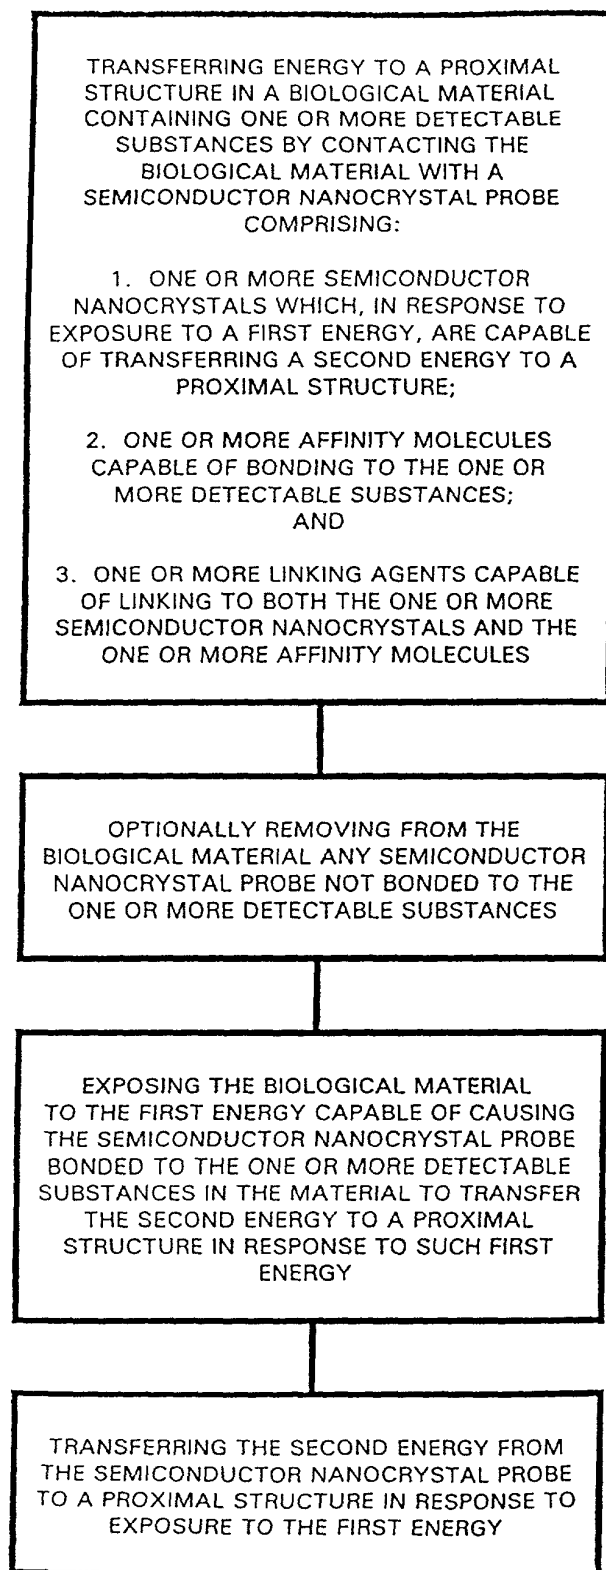 TRANSFERRING ENERGY TO A PROXIMAL
STRUCTURE IN A BIOLOGICAL MATERIAL
CONTAINING ONE OR MORE DETECTABLE
SUBSTANCES BY CONTACTING THE
BIOLOGICAL MATERIAL WITH A
SEMICONDUCTOR NANOCRYSTAL PROBE
COMPRISING:
1. ONE OR MORE SEMICONDUCTOR
NANOCRYSTALS WHICH, IN RESPONSE TO
EXPOSURE TO A FIRST ENERGY, ARE CAPABLE
OF TRANSFERRING A SECOND ENERGY TO A
PROXIMAL STRUCTURE;
2. ONE OR MORE AFFINITY MOLECULES
CAPABLE OF BONDING TO THE ONE OR
MORE DETECTABLE SUBSTANCES;
AND
3. ONE OR MORE LINKING AGENTS CAPABLE
OF LINKING TO BOTH THE ONE OR MORE
SEMICONDUCTOR NANOCRYSTALS AND THE
ONE OR MORE AFFINITY MOLECULES
OPTIONALLY REMOVING FROM THE
BIOLOGICAL MATERIAL ANY SEMICONDUCTOR
NANOCRYSTAL PROBE NOT BONDED TO THE
ONE OR MORE DETECTABLE SUBSTANCES
EXPOSING THE BIOLOGICAL MATERIAL
TO THE FIRST ENERGY CAPABLE OF CAUSING
THE SEMICONDUCTOR NANOCRYSTAL PROBE
BONDED TO THE ONE OR MORE DETECTABLE
SUBSTANCES IN THE MATERIAL TO TRANSFER
THE SECOND ENERGY TO A PROXIMAL
STRUCTURE IN RESPONSE TO SUCH FIRST
ENERGY
TRANSFERRING THE SECOND ENERGY FROM
THE SEMICONDUCTOR NANOCRYSTAL PROBE
TO A PROXIMAL STRUCTURE IN RESPONSE TO
EXPOSURE TO THE FIRST ENERGY